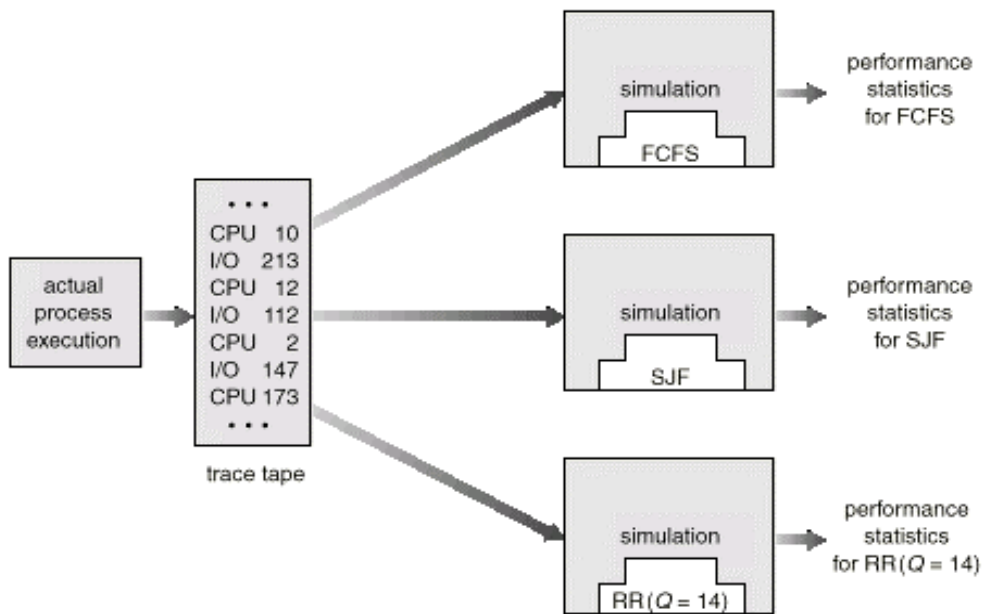 actual
process
execution
• • •
CPU 10
I/O 213
CPU 12
I/O 112
CPU 2
I/O 147
CPU 173
• • •
trace tape
simulation
FCFS
performance
statistics
for FCFS
simulation
SJF
performance
statistics
for SJF
simulation
RR(Q = 14)
performance
statistics
for RR(Q = 14)